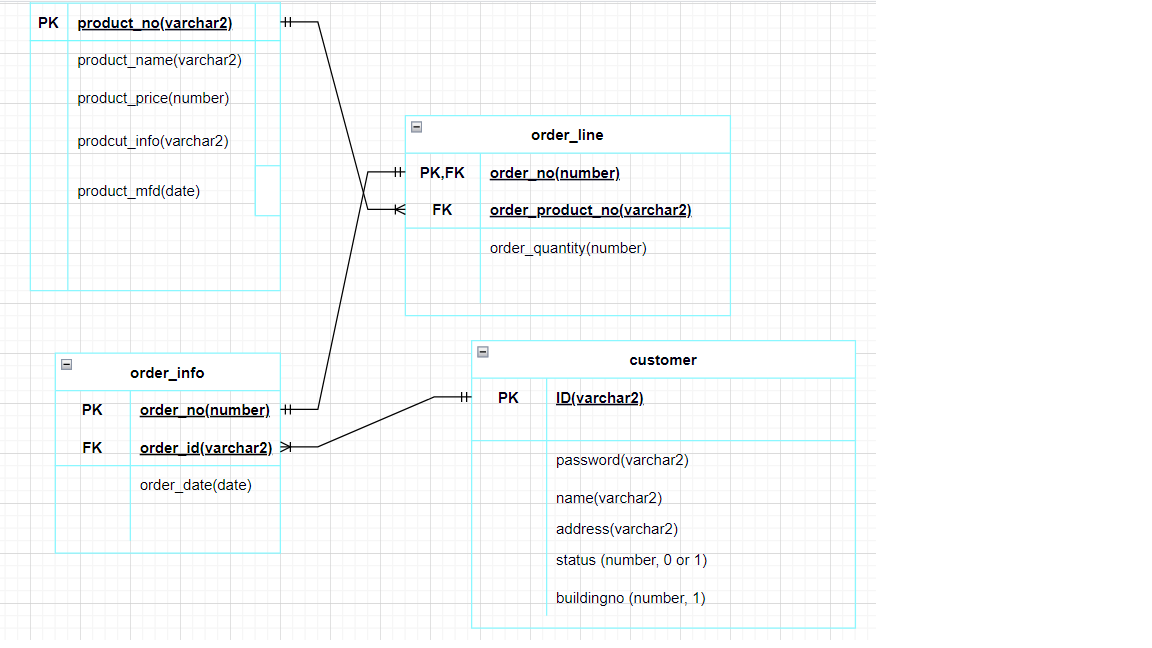 PK product_no(varchar2)
product_name(varchar2)
product_price(number)
prodcut_info(varchar2)
product_mfd(date)
order_line
PK,FK order_no(number)
FK order_product_no(varchar2)
order_quantity(number)
order_info
PK order_no(number)
FK order_id(varchar2)
order_date(date)
customer
PK ID(varchar2)
password(varchar2)
name(varchar2)
address(varchar2)
status (number, 0 or 1)
buildingno (number, 1)